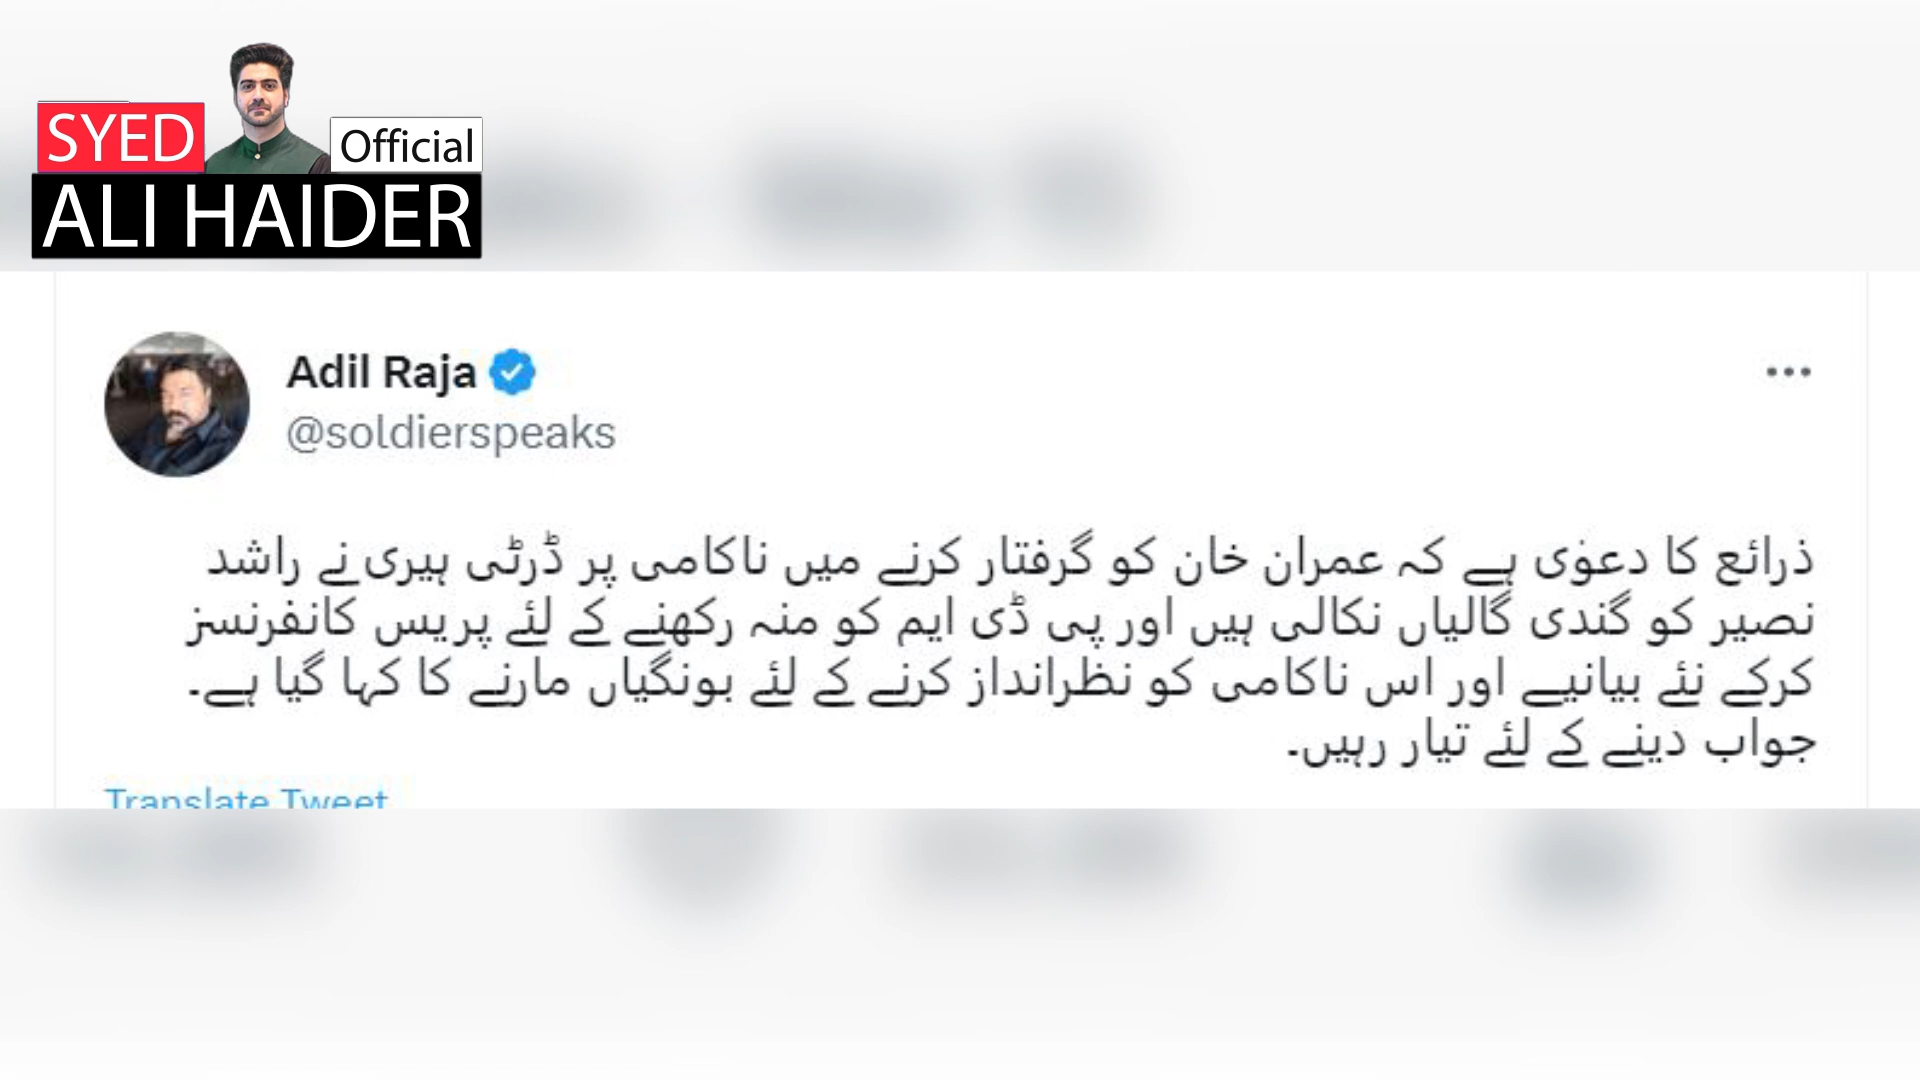 SYED
Official
ALI HAIDER
Adil Raja
@soldierspeaks
ذرائع کا دعوٰی ہے کہ عمران خان کو گرفتار کرنے میں ناکامی پر ڈرٹی ہیری نے راشد
نصیر کو گندی گالیاں نکالی ہیں اور پی ڈی ایم کو منہ رکھنے کے لئے پریس کانفرنسز
کرکے نئے بیانیے اور اس ناکامی کو نظرانداز کرنے کے لئے بونگیاں مارنے کا کہا گیا ہے۔
جواب دینے کے لئے تیار رہیں۔
Translate Tweet